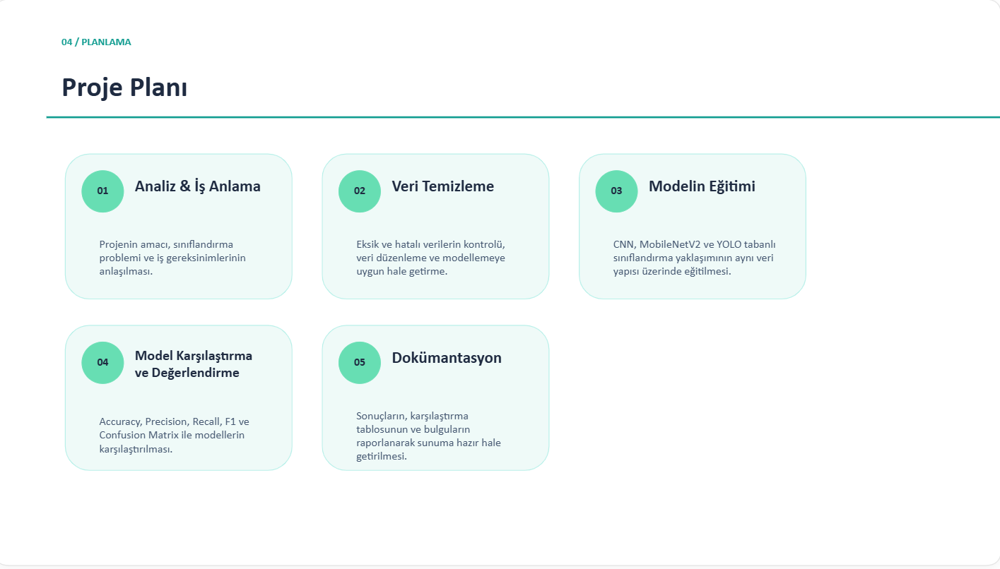 04 / PLANLAMA
Proje Planı
01
Analiz & İş Anlama
Projenin amacı, sınıflandırma
problemi ve iş gereksinimlerinin
anlaşılması.
02
Veri Temizleme
Eksik ve hatalı verilerin kontrolü,
veri düzenleme ve modellemeye
uygun hale getirme.
03
Modelin Eğitimi
CNN, MobileNetV2 ve YOLO tabanlı
sınıflandırma yaklaşımının aynı veri
yapısı üzerinde eğitilmesi.
04
Model Karşılaştırma
ve Değerlendirme
Accuracy, Precision, Recall, F1 ve
Confusion Matrix ile modellerin
karşılaştırılması.
05
Dokümantasyon
Sonuçların, karşılaştırma
tablosunun ve bulguların
raporlanarak sunuma hazır hale
getirilmesi.